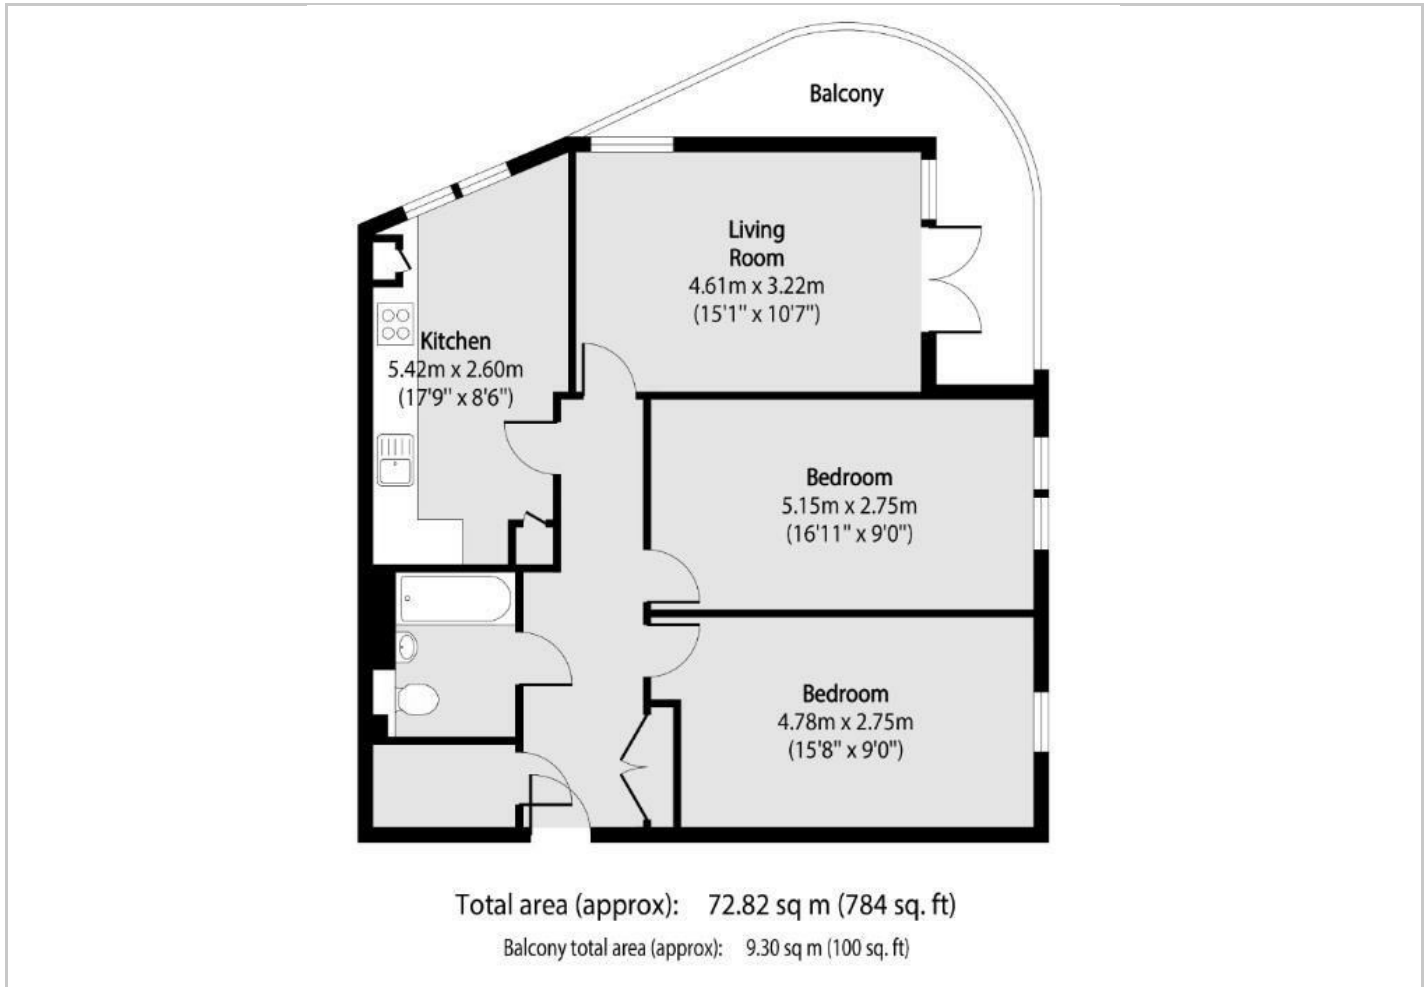 Balcony
Living
Room
4.61m x 3.22m
(15'1" x 10'7")
Kitchen
5.42m x 2.60m
(17'9" x 8'6")
Bedroom
5.15m x 2.75m
(16'11" x 9'0")
Bedroom
4.78m x 2.75m
(15'8" x 9'0")
Total area (approx): 72.82 sq m (784 sq. ft)
Balcony total area (approx): 9.30 sq m (100 sq. ft)